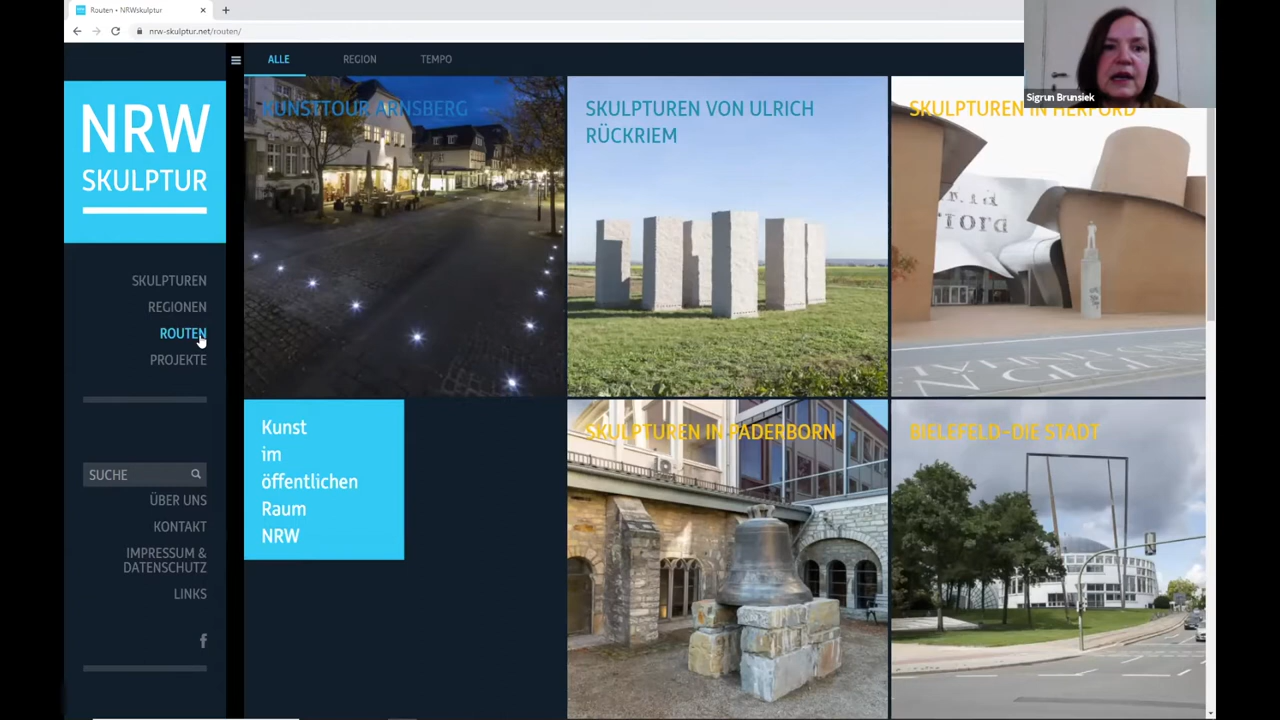 Routen • NRWskulptur
nrw-skulptur.net/routen/
Sigrun Brunsiek
ALLE
REGION
TEMPO
NRW
SKULPTUR
SKULPTUREN
REGIONEN
ROUTEN
PROJEKTE
SUCHE
ÜBER UNS
KONTAKT
IMPRESSUM &
DATENSCHUTZ
LINKS
f
KUNSTTOUR ARNSBERG
SKULPTUREN VON ULRICH
RÜCKRIEM
SKULPTUREN IN HERFORD
Kunst
im
öffentlichen
Raum
NRW
SKULPTUREN IN PADERBORN
BIELEFELD-DIE STADT